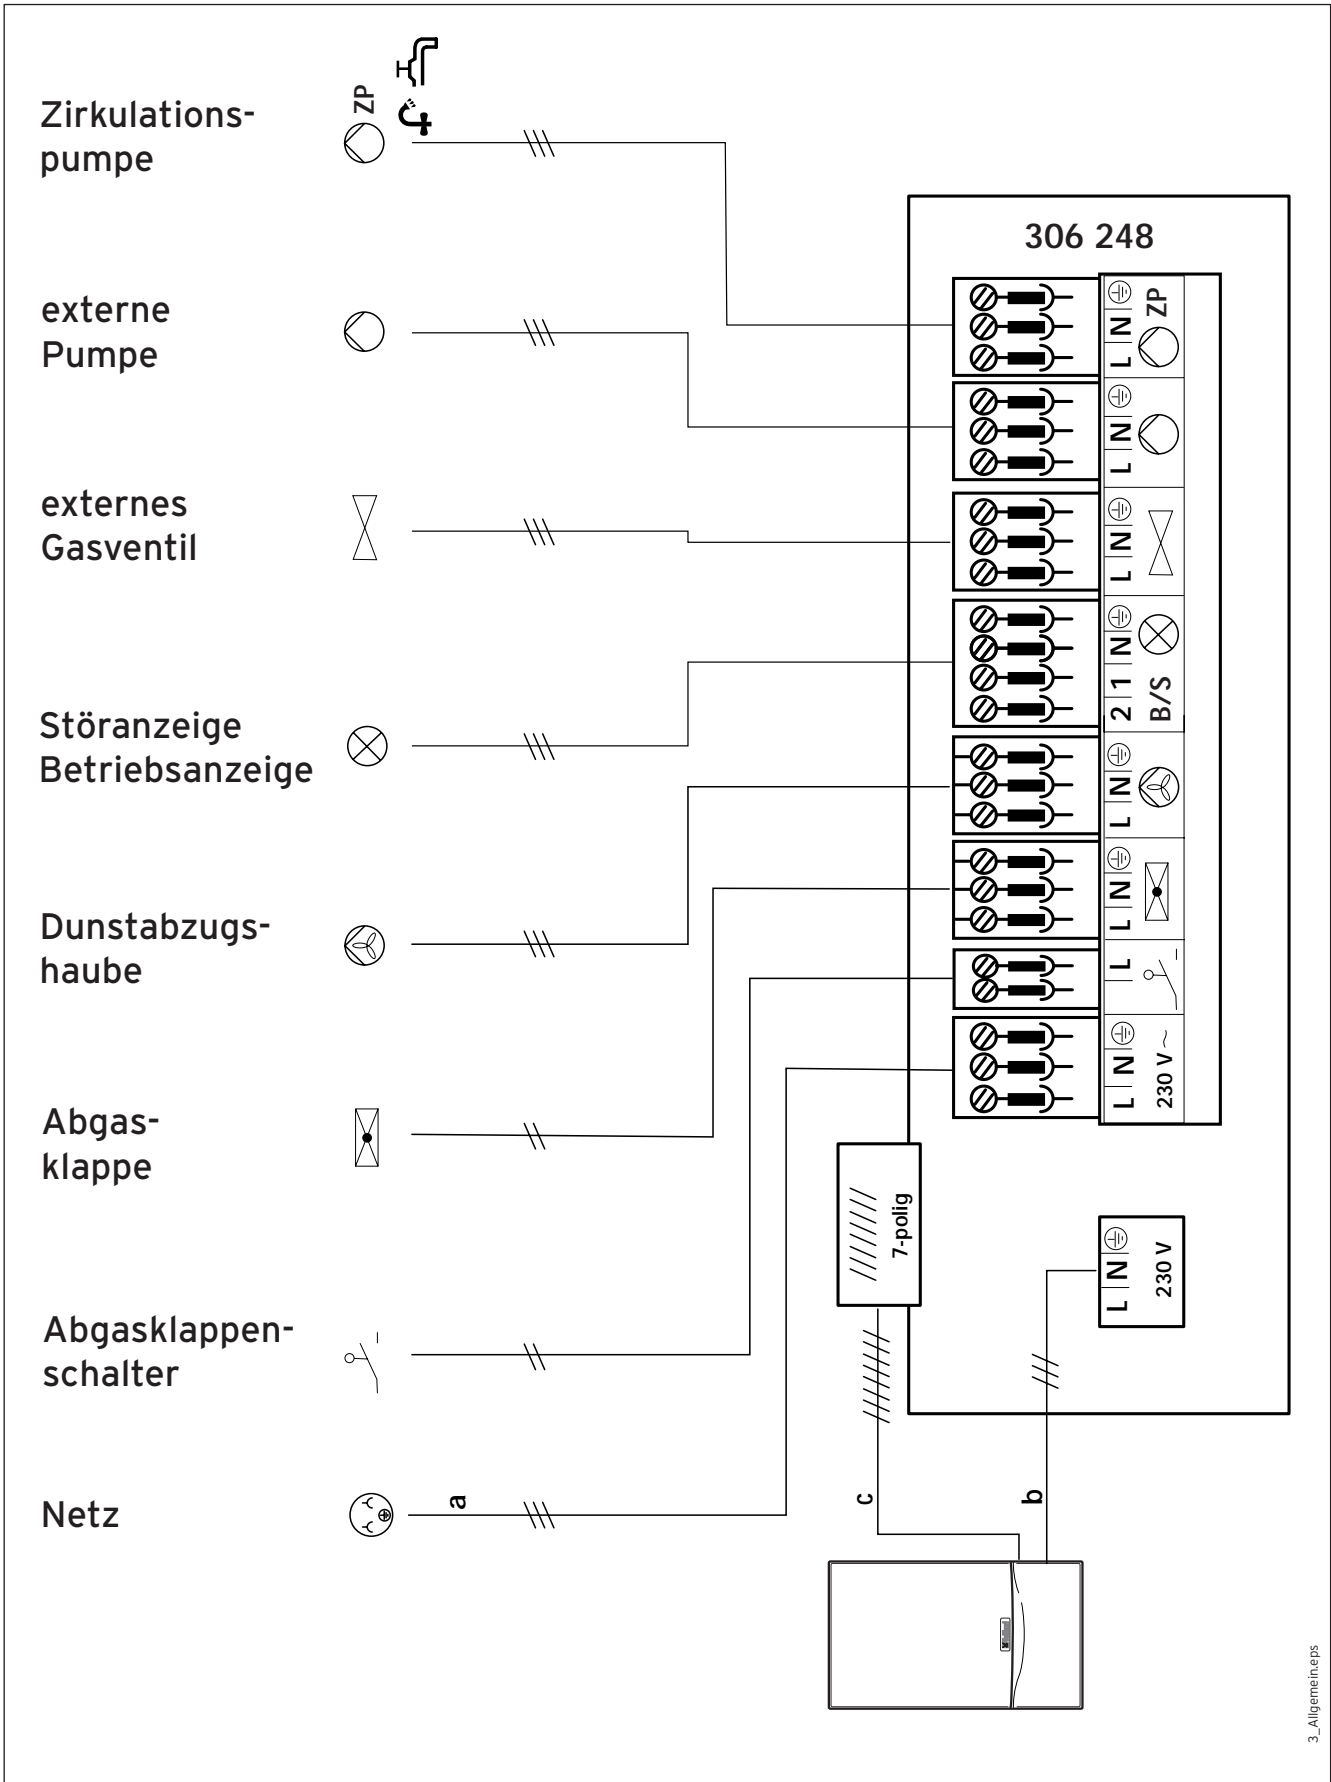 Zirkulations-
pumpe
ZP
externe
Pumpe
externes
Gasventil
Störanzeige
Betriebsanzeige
Dunstabzugs-
haube
Abgas-
klappe
Abgasklappen-
schalter
Netz
a
306 248
L N
ZP
L N
L N
2 1 N
B/S
L N
L N
L
L N
230 V ~
7-polig
L N
230 V
c
b
3_Allgemein.eps